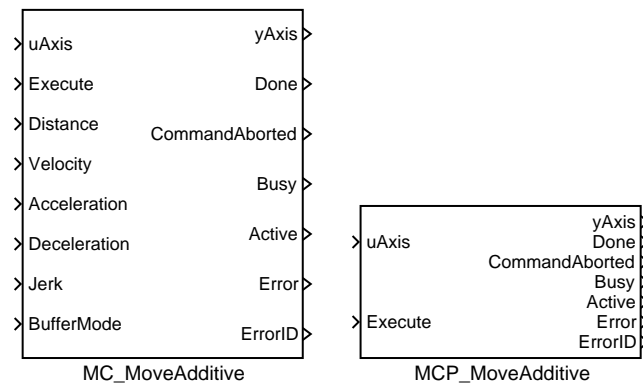 uAxis
Execute
Distance
Velocity
Acceleration
Deceleration
Jerk
BufferMode
yAxis
Done
CommandAborted
Busy
Active
Error
ErrorID
MC_MoveAdditive
uAxis
Execute
yAxis
Done
CommandAborted
Busy
Active
Error
ErrorID
MCP_MoveAdditive